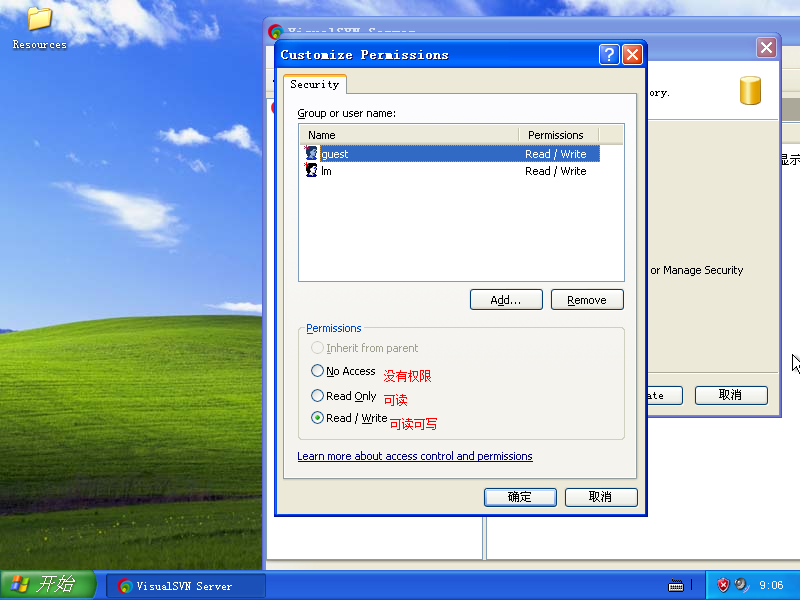 Resources
VisualSVN Server
Customize Permissions
Security
Group or user name:
Name Permissions
guest Read / Write
lm Read / Write
Add... Remove
Permissions
Inherit from parent
No Access 没有权限
Read Only 可读
Read / Write 可读可写
Learn more about access control and permissions
确定 取消
ory.
显示
or Manage Security
ate 取消
开始 VisualSVN Server 9:06